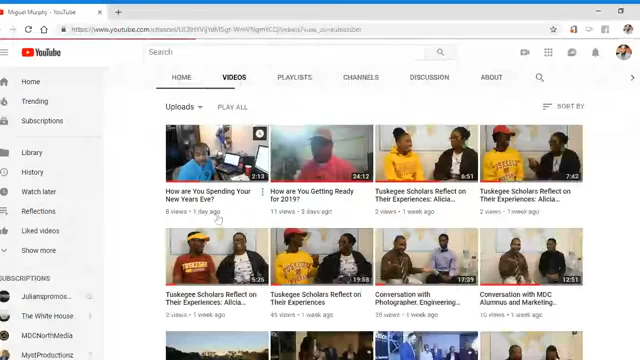 Miguel Murphy - YouTube
YouTube
Search
HOME
VIDEOS
PLAYLISTS
CHANNELS
DISCUSSION
ABOUT
Home
Trending
Subscriptions
Library
History
Watch later
Reflections
Liked videos
Show more
SUBSCRIPTIONS
Julianspromos...
The White House
MDCNorthMedia
MystProductionz
Uploads
PLAY ALL
SORT BY
2:13
24:12
6:51
7:43
How are You Spending Your
New Years Eve?
8 views • 1 day ago
How are You Getting Ready
for 2019?
11 views • 2 days ago
Tuskegee Scholars Reflect on
Their Experiences: Alicia...
2 views • 1 week ago
Tuskegee Scholars Reflect on
Their Experiences: Alicia...
2 views • 1 week ago
5:26
19:58
17:39
12:51
Tuskegee Scholars Reflect on
Their Experiences: Alicia...
2 views • 1 week ago
Tuskegee Scholars Reflect on
Their Experiences
45 views • 1 week ago
Conversation with
Photographer, Engineering...
20 views • 1 week ago
Conversation with MDC
Alumnus and Marketing...
1 week ago